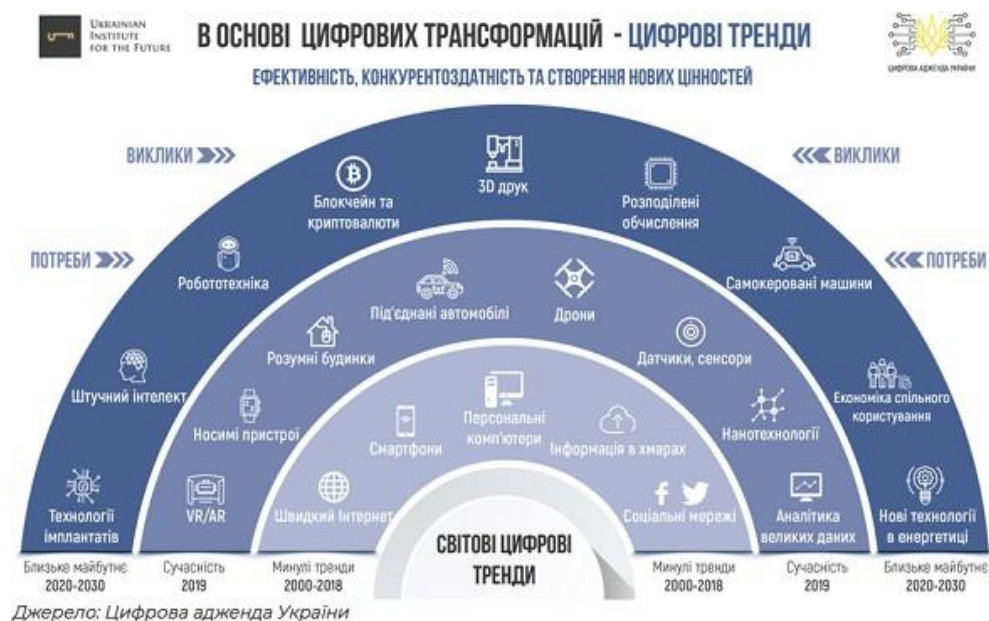 UKRAINIAN
INSTITUTE
FOR THE FUTURE
В ОСНОВІ ЦИФРОВИХ ТРАНСФОРМАЦІЙ - ЦИФРОВІ ТРЕНДИ
ЕФЕКТИВНІСТЬ, КОНКУРЕНТОЗДАТНІСТЬ ТА СТВОРЕННЯ НОВИХ ЦІННОСТЕЙ
ЦИФРОВА АДЖЕНДА УКРАЇНИ
ВИКЛИКИ
ВИКЛИКИ
ПОТРЕБИ
ПОТРЕБИ
3D друк
Блокчейн та
криптовалюти
Розподілені
обчислення
Робототехніка
Самокеровані машини
Штучний інтелект
Економіка спільного
користування
Технології
імплантатів
Нові технології
в енергетиці
Під'єднані автомобілі
Дрони
Розумні будинки
Датчики, сенсори
Носимі пристрої
Нанотехнології
VR/AR
Аналітика
великих даних
Персональні
комп'ютери
Смартфони
Інформація в хмарах
Швидкий Інтернет
Соціальні мережі
СВІТОВІ ЦИФРОВІ
ТРЕНДИ
Близьке майбутнє
2020-2030
Сучасність
2019
Минулі тренди
2000-2018
Минулі тренди
2000-2018
Сучасність
2019
Близьке майбутнє
2020-2030
Джерело: Цифрова адженда України